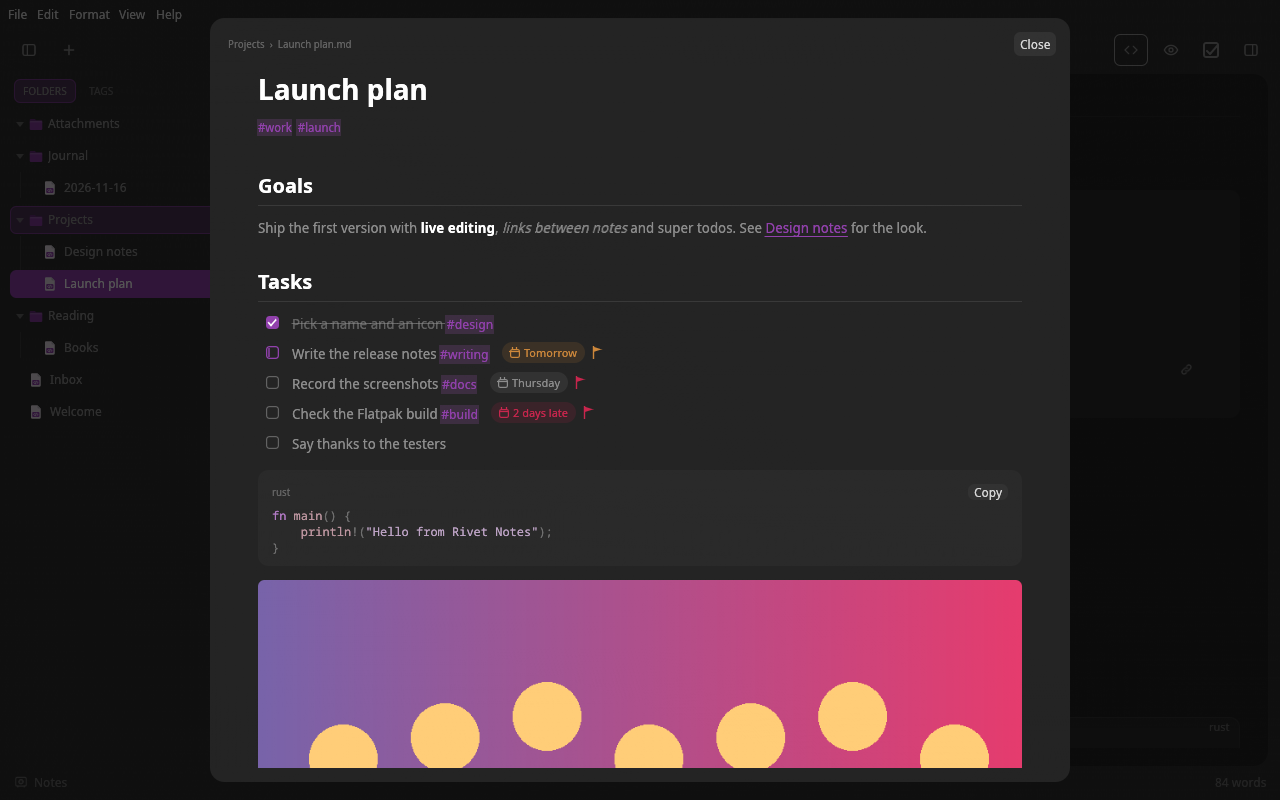 File Edit Format View Help
Projects › Launch plan.md
Close
FOLDERS TAGS
Attachments
Journal
2026-11-16
Projects
Design notes
Launch plan
Reading
Books
Inbox
Welcome
Launch plan
#work #launch
Goals
Ship the first version with live editing, links between notes and super todos. See Design notes for the look.
Tasks
Pick a name and an icon #design
Write the release notes #writing Tomorrow
Record the screenshots #docs Thursday
Check the Flatpak build #build 2 days late
Say thanks to the testers
rust
Copy
fn main() {
    println!("Hello from Rivet Notes");
}
rust
Notes
84 words